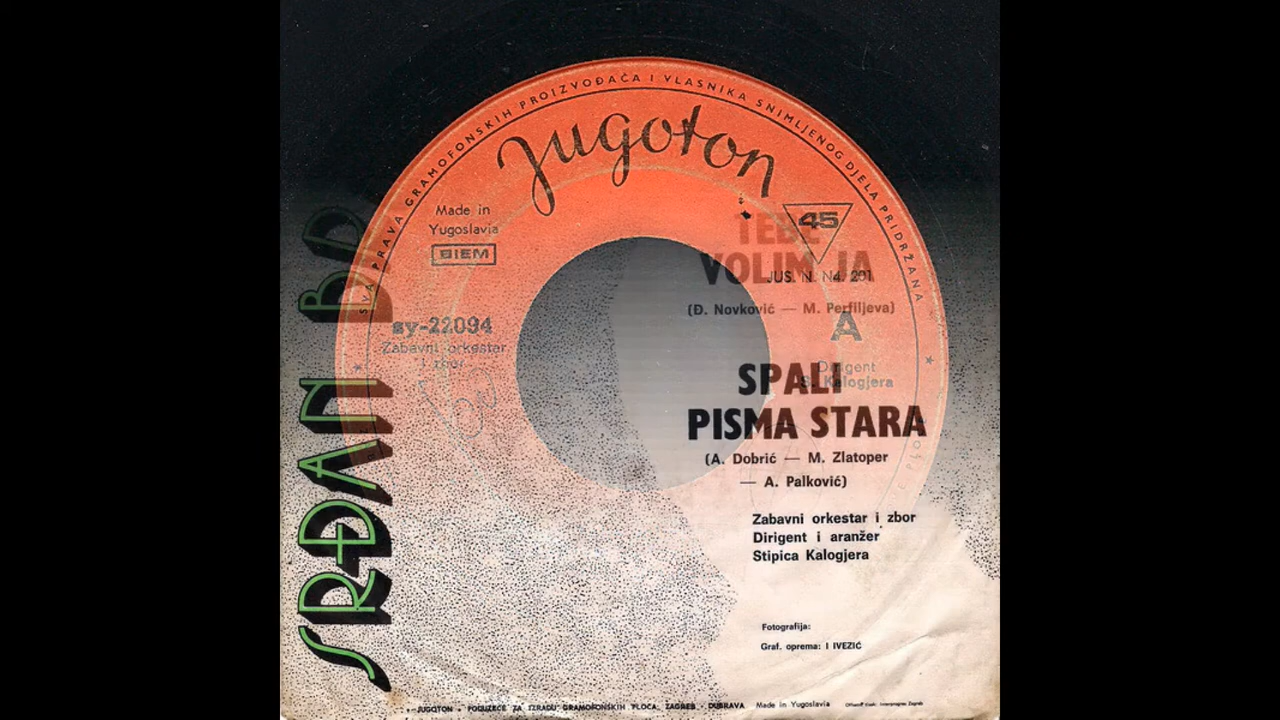 SVA PRAVA GRAMOFONSKIH PROIZVOĐAČA I VLASNIKA SNIMLJENOG DJELA PRIDRŽANA
Jugoton
Made in
Yugoslavia
BIEM
45
TEBE
VOLIM JA
JUS. N. N4. 201
(Đ. Novković — M. Perfiljeva)
A
sy-22094
Zabavni orkestar
i zbor
Dirigent
S. Kalogjera
SPALI
PISMA STARA
(A. Dobrić — M. Zlatoper
— A. Palković)
Zabavni orkestar i zbor
Dirigent i aranžer
Stipica Kalogjera
Fotografija:
Graf. oprema: I IVEZIĆ
SRĐAN
JUGOTON • PODUZEĆE ZA IZRADU GRAMOFONSKIH PLOČA, ZAGREB - DUBRAVA Made in Yugoslavia